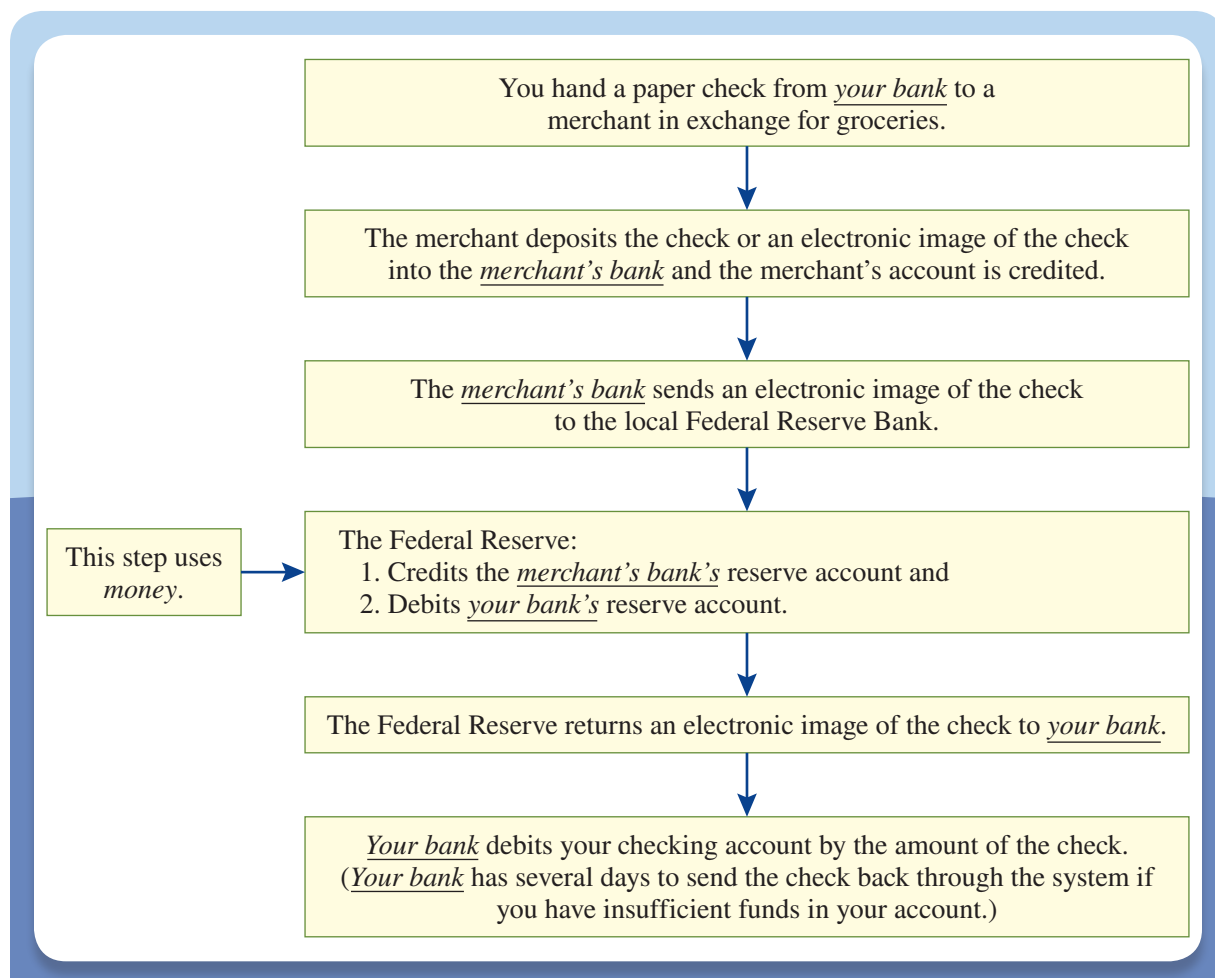 You hand a paper check from your bank to a
merchant in exchange for groceries.
The merchant deposits the check or an electronic image of the check
into the merchant's bank and the merchant's account is credited.
The merchant's bank sends an electronic image of the check
to the local Federal Reserve Bank.
This step uses
money.
The Federal Reserve:
1. Credits the merchant's bank's reserve account and
2. Debits your bank's reserve account.
The Federal Reserve returns an electronic image of the check to your bank.
Your bank debits your checking account by the amount of the check.
(Your bank has several days to send the check back through the system if
you have insufficient funds in your account.)